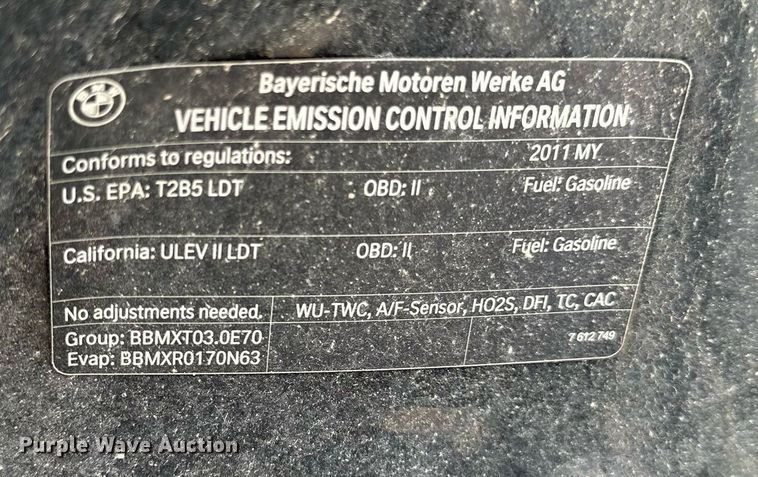 BMW
Bayerische Motoren Werke AG
VEHICLE EMISSION CONTROL INFORMATION
Conforms to regulations: 2011 MY
U.S. EPA: T2B5 LDT OBD: II Fuel: Gasoline
California: ULEV II LDT OBD: II Fuel: Gasoline
No adjustments needed. WU-TWC, A/F-Sensor, HO2S, DFI, TC, CAC
Group: BBMXT03.0E70
Evap: BBMXR0170N63
7 612 749
Purple Wave Auction